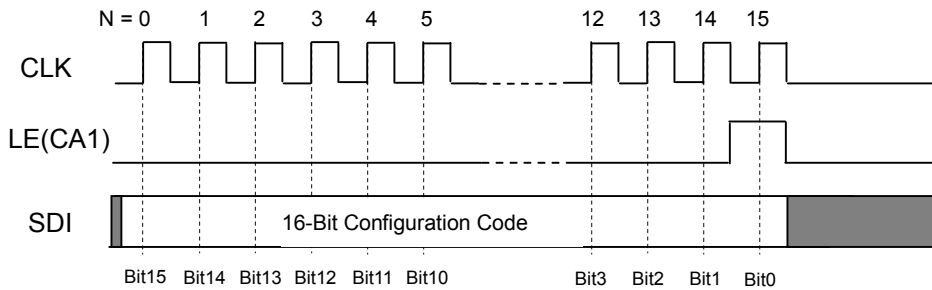 N = 0 1 2 3 4 5 12 13 14 15
CLK
LE(CA1)
SDI 16-Bit Configuration Code
Bit15 Bit14 Bit13 Bit12 Bit11 Bit10 Bit3 Bit2 Bit1 Bit0